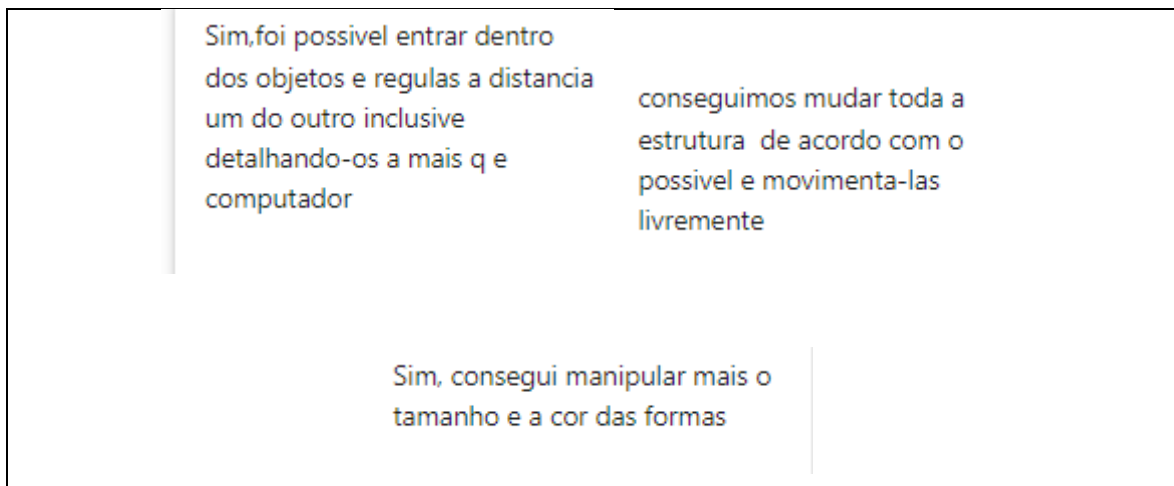 Sim,foi possivel entrar dentro
dos objetos e regulas a distancia
um do outro inclusive
detalhando-os a mais q e
computador
conseguimos mudar toda a
estrutura de acordo com o
possivel e movimenta-las
livremente
Sim, consegui manipular mais o
tamanho e a cor das formas